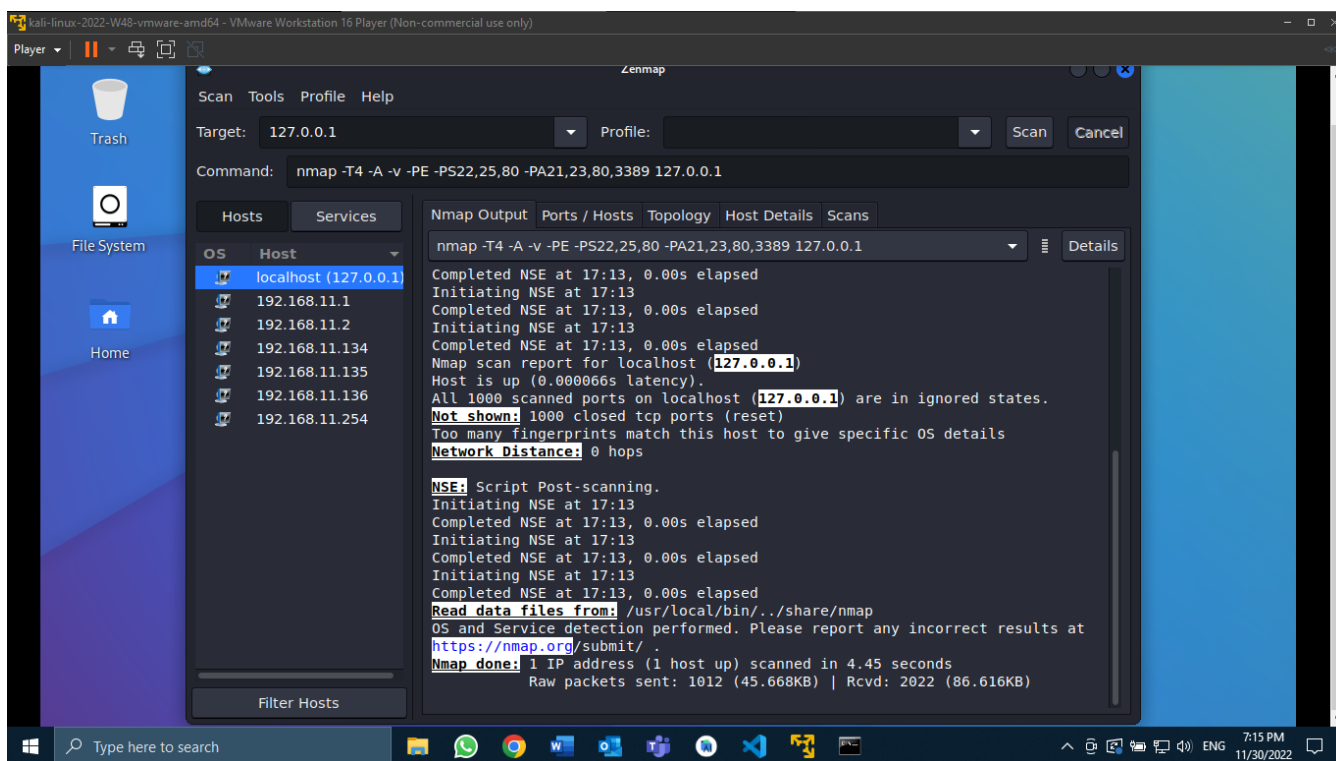 kali-linux-2022-W48-vmware-amd64 - VMware Workstation 16 Player (Non-commercial use only)
Player
Zenmap
Scan Tools Profile Help
Target: 127.0.0.1 Profile: Scan Cancel
Command: nmap -T4 -A -v -PE -PS22,25,80 -PA21,23,80,3389 127.0.0.1
Trash
File System
Home
Hosts Services
OS Host
localhost (127.0.0.1)
192.168.11.1
192.168.11.2
192.168.11.134
192.168.11.135
192.168.11.136
192.168.11.254
Filter Hosts
Nmap Output Ports / Hosts Topology Host Details Scans
nmap -T4 -A -v -PE -PS22,25,80 -PA21,23,80,3389 127.0.0.1 Details
Completed NSE at 17:13, 0.00s elapsed
Initiating NSE at 17:13
Completed NSE at 17:13, 0.00s elapsed
Initiating NSE at 17:13
Completed NSE at 17:13, 0.00s elapsed
Nmap scan report for localhost (127.0.0.1)
Host is up (0.000066s latency).
All 1000 scanned ports on localhost (127.0.0.1) are in ignored states.
Not shown: 1000 closed tcp ports (reset)
Too many fingerprints match this host to give specific OS details
Network Distance: 0 hops
NSE: Script Post-scanning.
Initiating NSE at 17:13
Completed NSE at 17:13, 0.00s elapsed
Initiating NSE at 17:13
Completed NSE at 17:13, 0.00s elapsed
Initiating NSE at 17:13
Completed NSE at 17:13, 0.00s elapsed
Read data files from: /usr/local/bin/../share/nmap
OS and Service detection performed. Please report any incorrect results at
https://nmap.org/submit/ .
Nmap done: 1 IP address (1 host up) scanned in 4.45 seconds
Raw packets sent: 1012 (45.668KB) | Rcvd: 2022 (86.616KB)
Type here to search
ENG
7:15 PM
11/30/2022